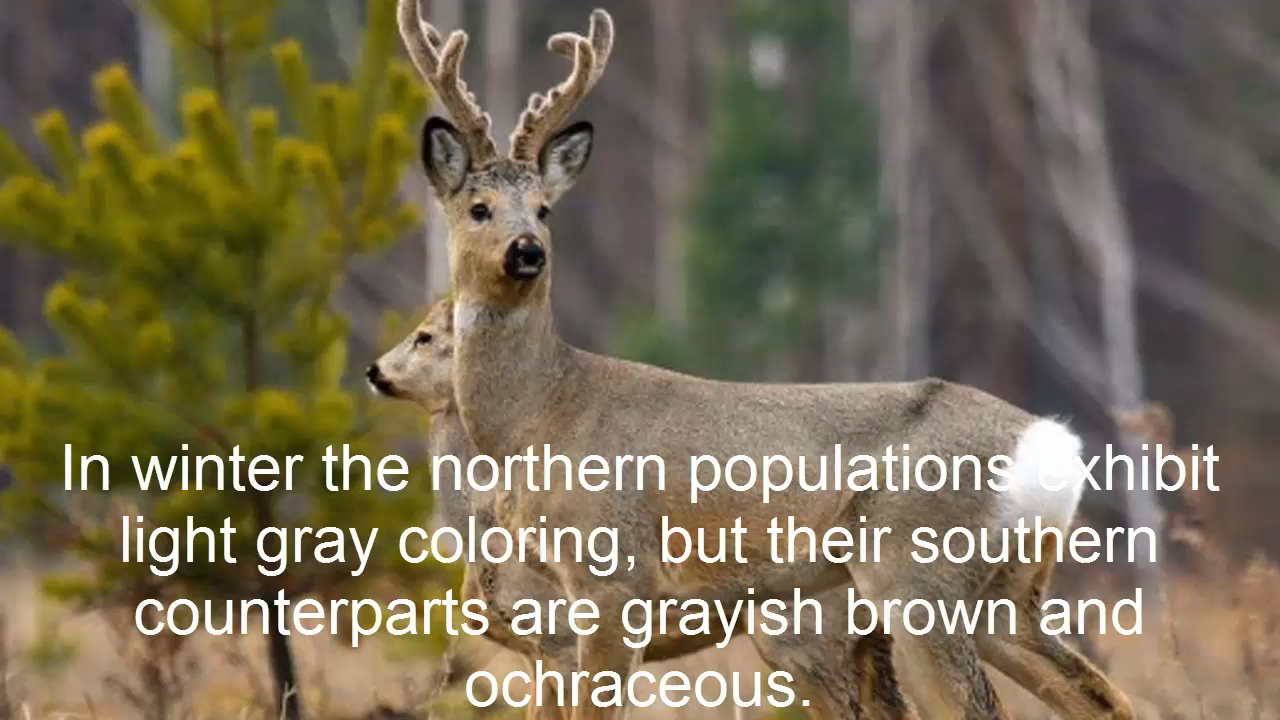 In winter the northern populations exhibit
light gray coloring, but their southern
counterparts are grayish brown and
ochraceous.